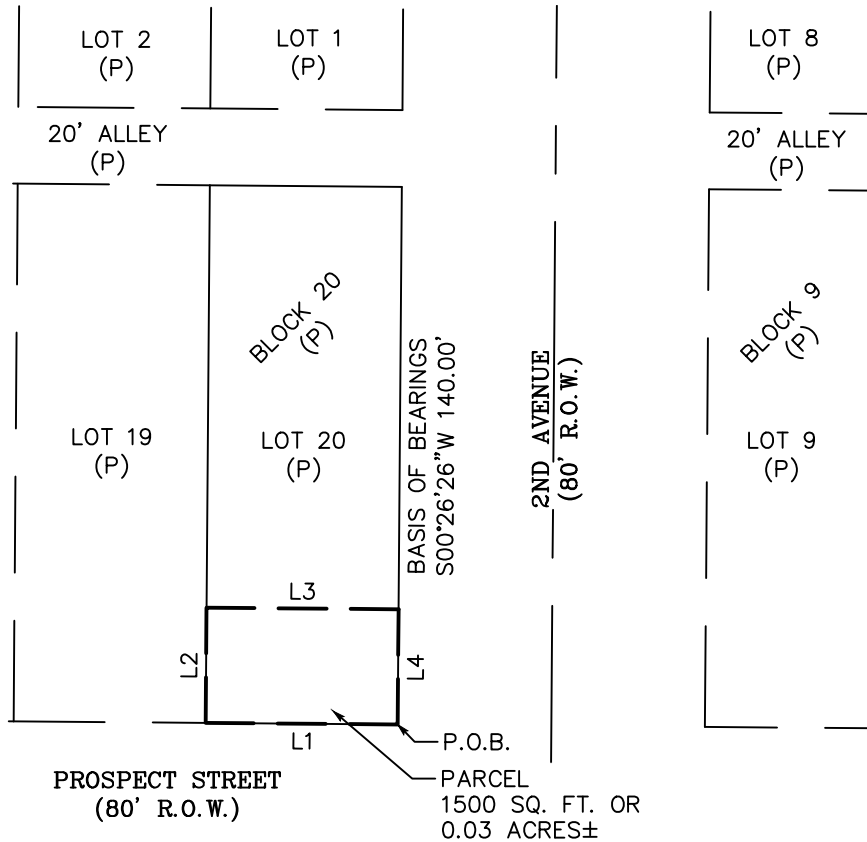 LOT 2
(P)
LOT 1
(P)
LOT 8
(P)
20' ALLEY
(P)
20' ALLEY
(P)
BLOCK 20
(P)
BLOCK 9
(P)
LOT 19
(P)
LOT 20
(P)
BASIS OF BEARINGS
S00°26'26"W 140.00'
2ND AVENUE
(80' R.O.W.)
LOT 9
(P)
L3
L2
L4
L1
P.O.B.
PARCEL
1500 SQ. FT. OR
0.03 ACRES±
PROSPECT STREET
(80' R.O.W.)